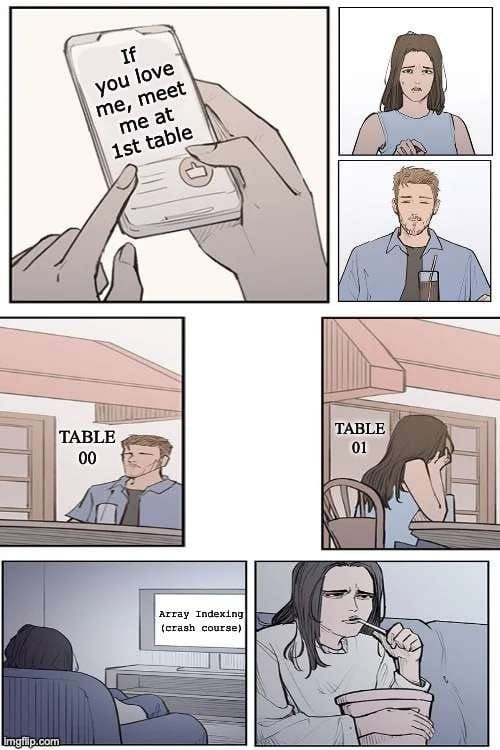 If
you love
me, meet
me at
1st table
TABLE
00
TABLE
01
Array Indexing
(crash course)
imgflip.com